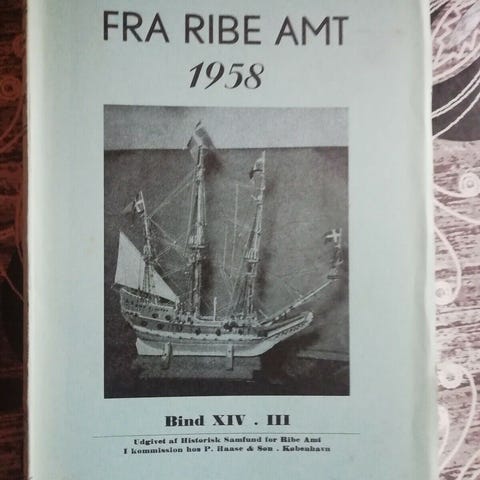 FRA RIBE AMT
1958
Bind XIV . III
Udgivet af Historisk Samfund for Ribe Amt
I kommission hos P. Haase & Søn . København